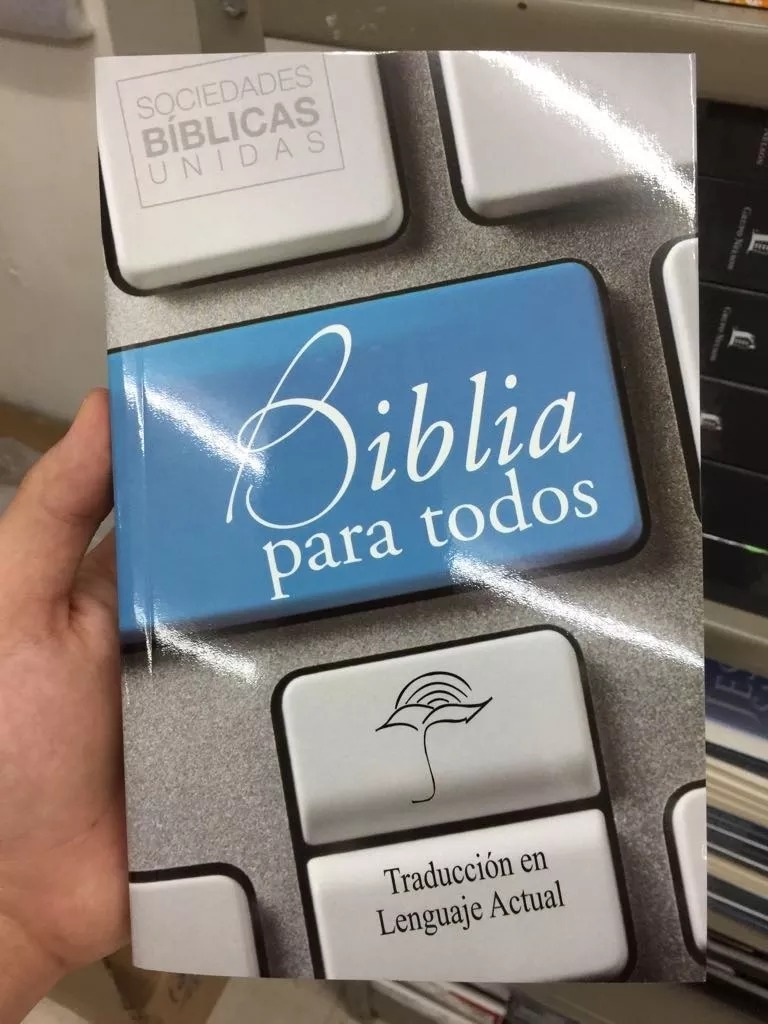 SOCIEDADES
BÍBLICAS
UNIDAS
Biblia
para todos
Traducción en
Lenguaje Actual